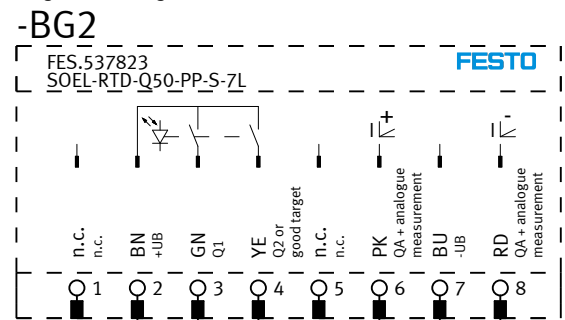 -BG2
FES.537823
FESTO
SOEL-RTD-Q50-PP-S-7L
+
-
n.c.
n.c.
BN
+UB
GN
Q1
YE
Q2 or
good target
n.c.
n.c.
PK
QA + analogue
measurement
BU
-UB
RD
QA + analogue
measurement
1
2
3
4
5
6
7
8